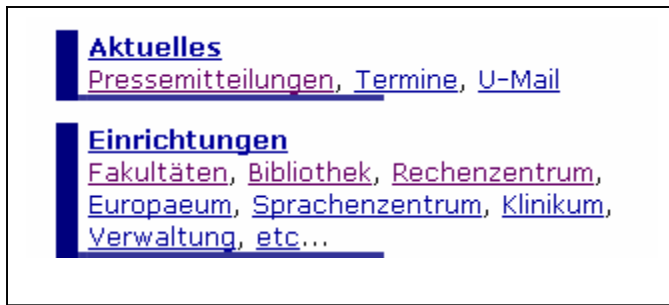 Aktuelles
Pressemitteilungen, Termine, U-Mail
Einrichtungen
Fakultäten, Bibliothek, Rechenzentrum,
Europaeum, Sprachenzentrum, Klinikum,
Verwaltung, etc...